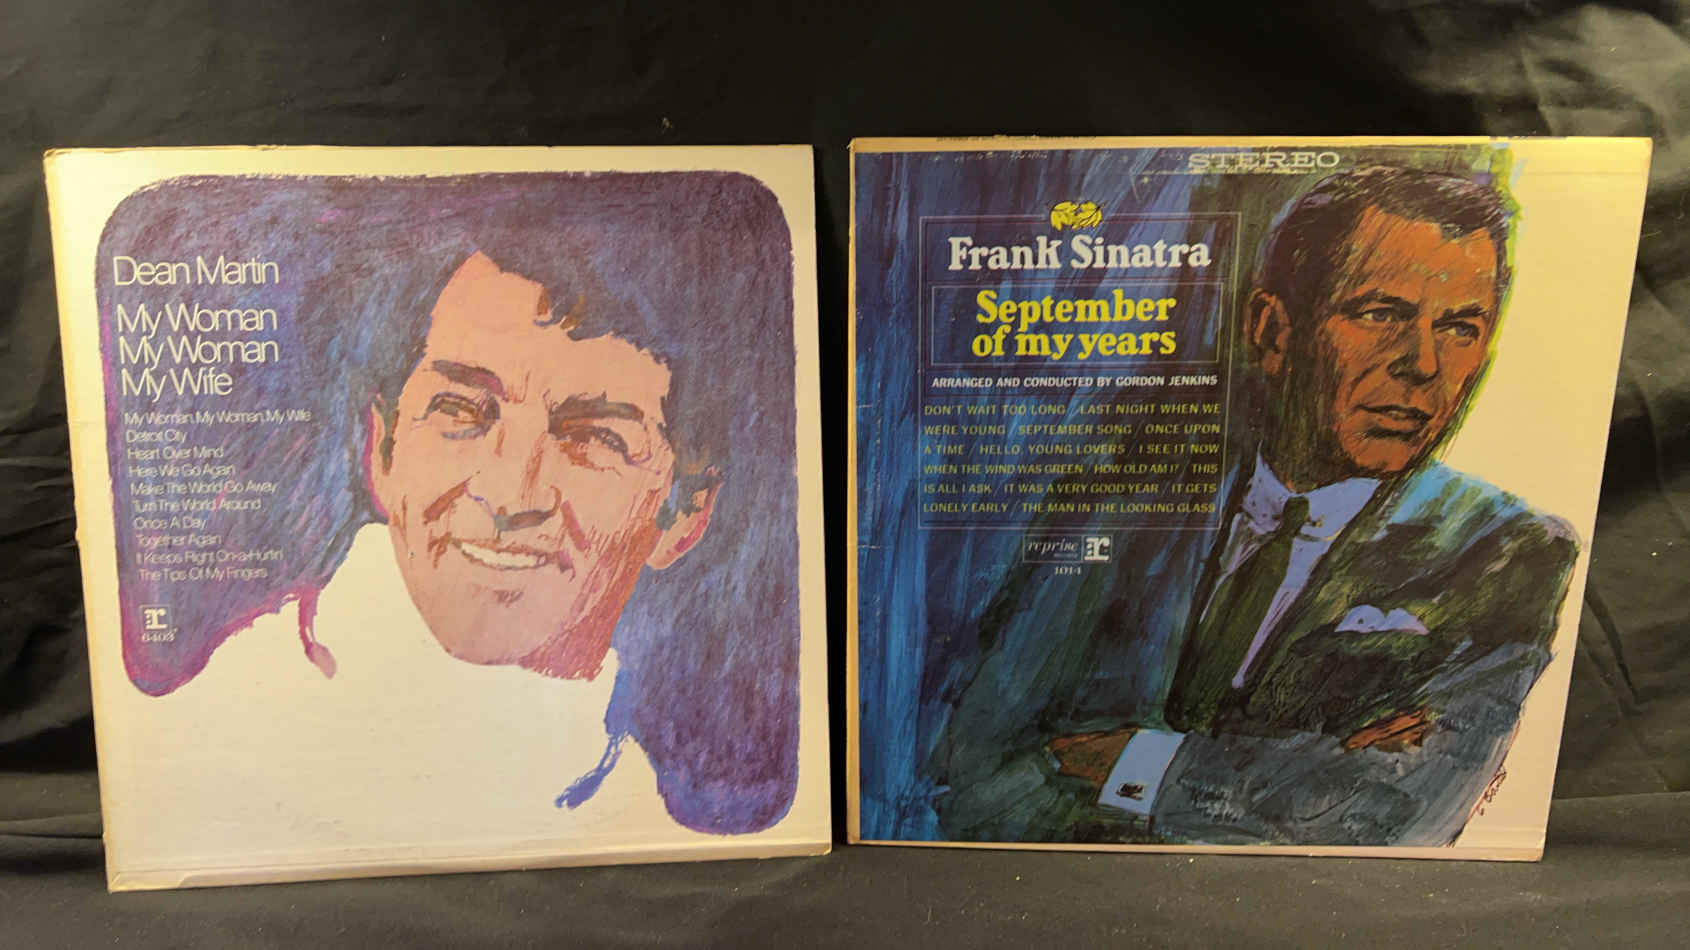 Dean Martin
My Woman
My Woman
My Wife
My Woman, My Woman, My Wife
Detroit City
Heart Over Mind
Here We Go Again
Make The World Go Away
Turn The World Around
Once A Day
Together Again
It Keeps Right On-a-Hurtin'
The Tips Of My Fingers
r
6403
STEREO
Frank Sinatra
September
of my years
ARRANGED AND CONDUCTED BY GORDON JENKINS
DON'T WAIT TOO LONG / LAST NIGHT WHEN WE
WERE YOUNG / SEPTEMBER SONG / ONCE UPON
A TIME / HELLO, YOUNG LOVERS / I SEE IT NOW
WHEN THE WIND WAS GREEN / HOW OLD AM I? / THIS
IS ALL I ASK / IT WAS A VERY GOOD YEAR / IT GETS
LONELY EARLY / THE MAN IN THE LOOKING GLASS
reprise r
RECORDS
1014